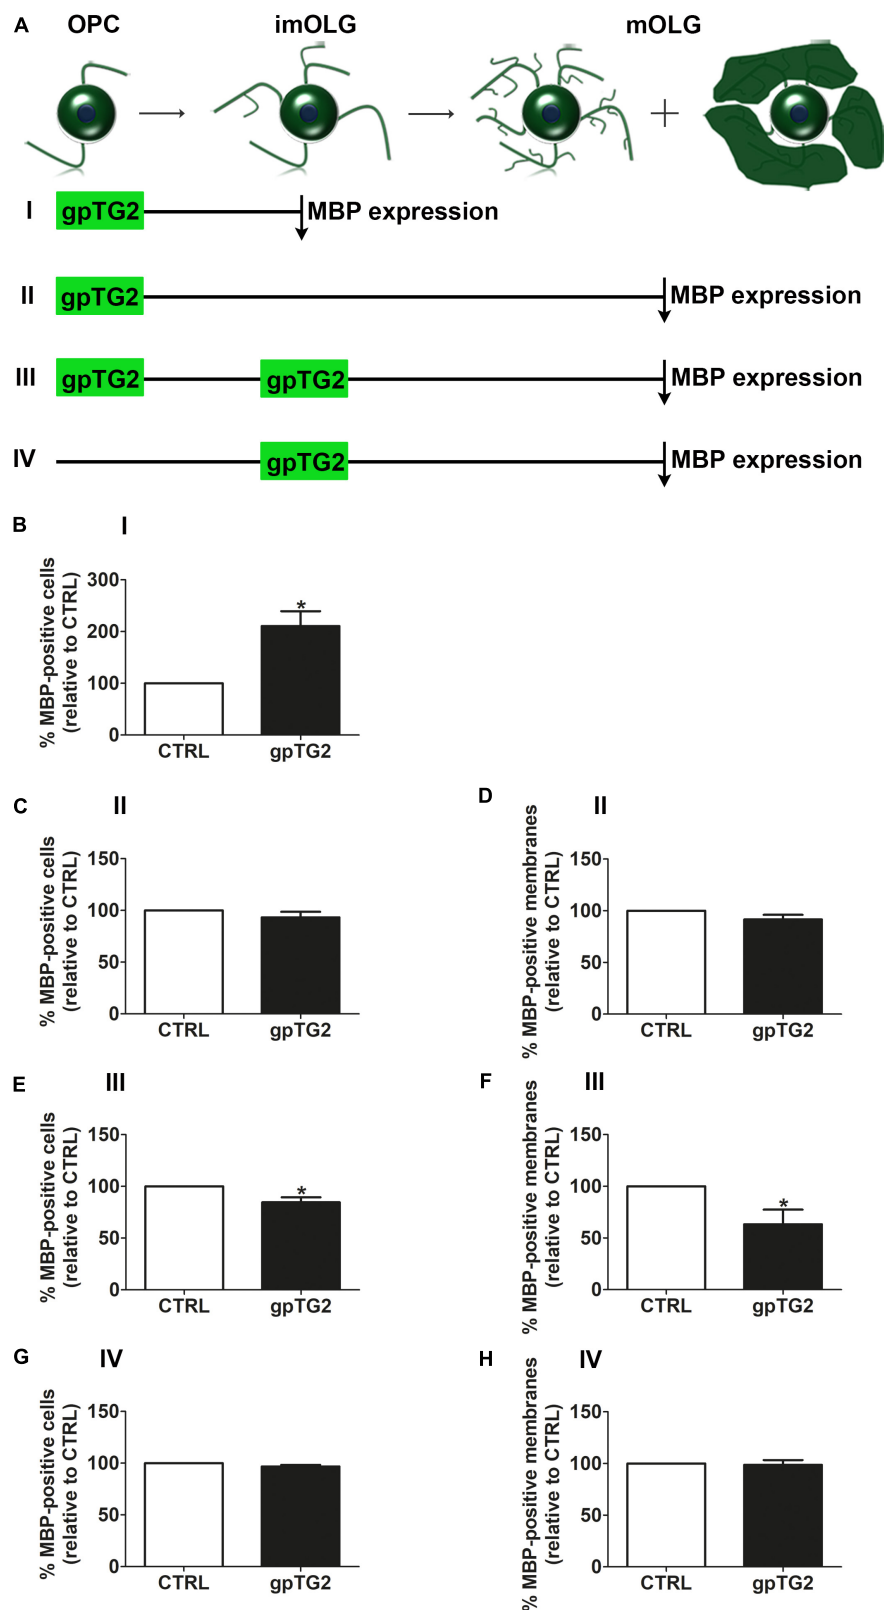 A OPC imOLG mOLG
I gpTG2 MBP expression
II gpTG2 MBP expression
III gpTG2 gpTG2 MBP expression
IV gpTG2 MBP expression
B I
% MBP-positive cells
(relative to CTRL)
300
200
100
0
CTRL gpTG2
C II
% MBP-positive cells
(relative to CTRL)
150
100
50
0
CTRL gpTG2
D II
% MBP-positive membranes
(relative to CTRL)
150
100
50
0
CTRL gpTG2
E III
% MBP-positive cells
(relative to CTRL)
150
100
50
0
*
CTRL gpTG2
F III
% MBP-positive membranes
(relative to CTRL)
150
100
50
0
*
CTRL gpTG2
G IV
% MBP-positive cells
(relative to CTRL)
150
100
50
0
CTRL gpTG2
H IV
% MBP-positive membranes
(relative to CTRL)
150
100
50
0
CTRL gpTG2